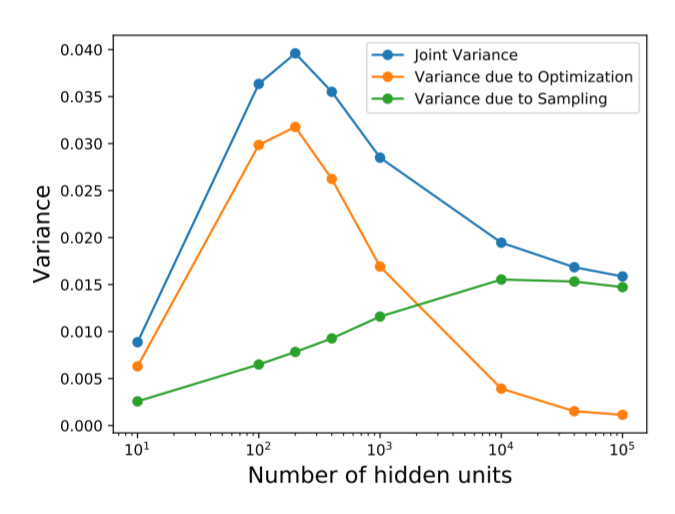 Joint Variance
Variance due to Optimization
Variance due to Sampling
Variance
0.040
0.035
0.030
0.025
0.020
0.015
0.010
0.005
0.000
10¹ 10² 10³ 10⁴ 10⁵
Number of hidden units